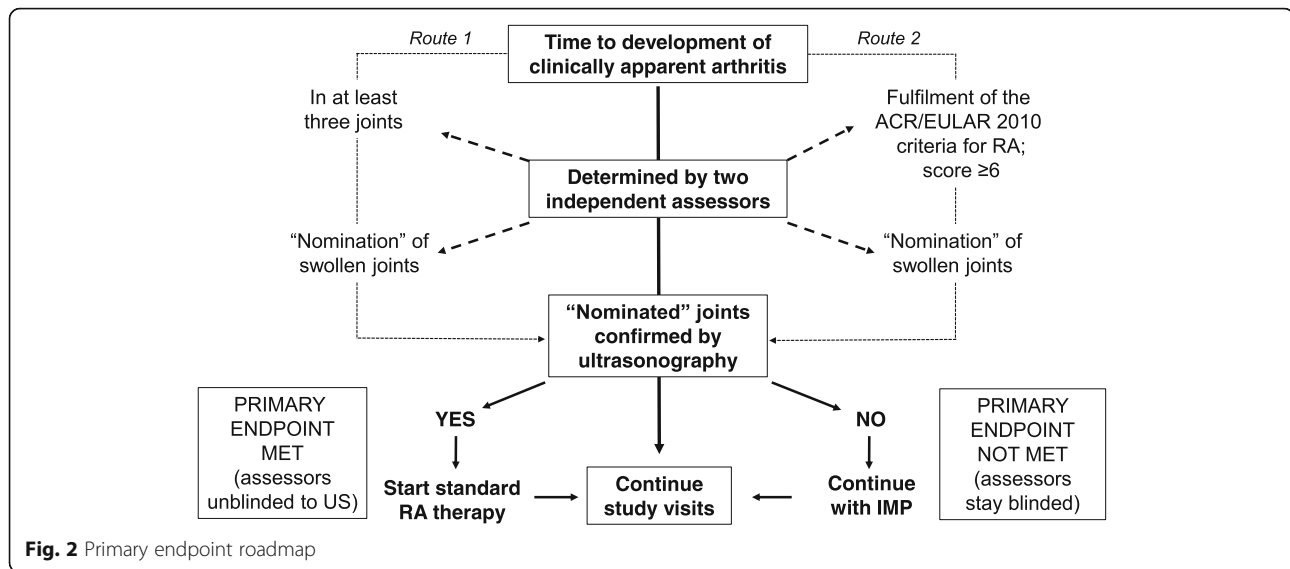 Route 1
Time to development of
clinically apparent arthritis
Route 2
In at least
three joints
Fulfilment of the
ACR/EULAR 2010
criteria for RA;
score ≥6
Determined by two
independent assessors
“Nomination” of
swollen joints
“Nomination” of
swollen joints
“Nominated” joints
confirmed by
ultrasonography
PRIMARY
ENDPOINT
MET
(assessors
unblinded to US)
YES
NO
PRIMARY
ENDPOINT
NOT MET
(assessors
stay blinded)
Start standard
RA therapy
Continue
study visits
Continue
with IMP
Fig. 2 Primary endpoint roadmap